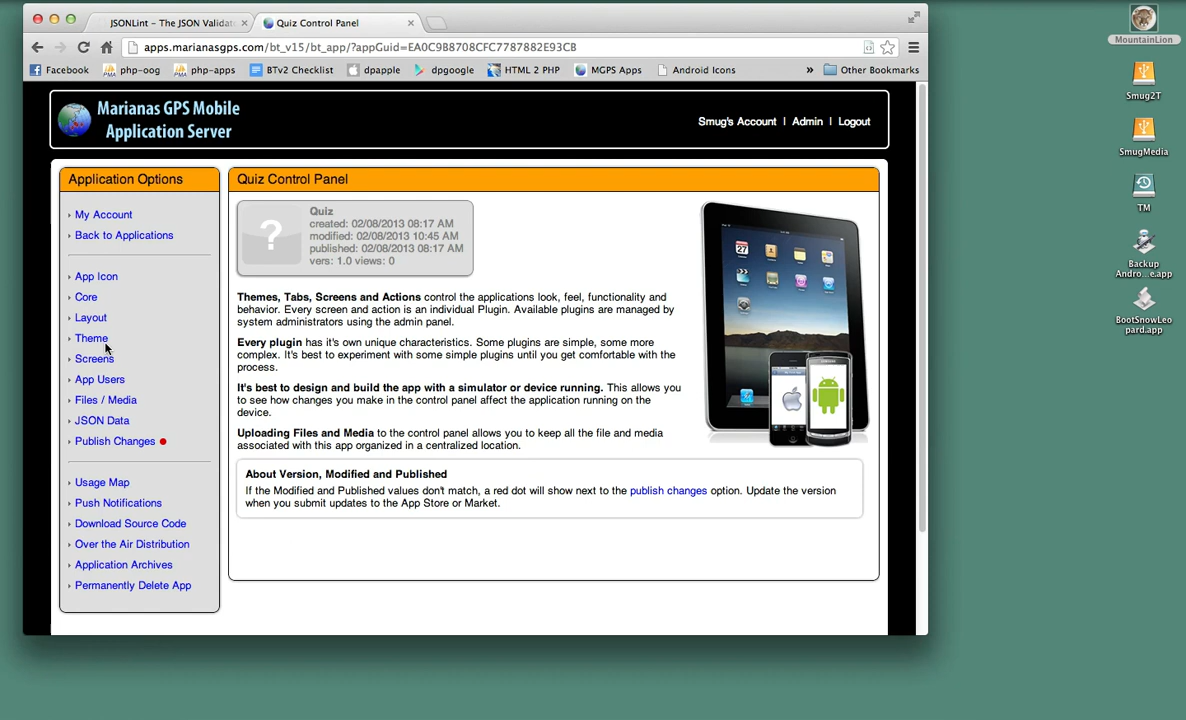 JSONLint - The JSON Validat
Quiz Control Panel
apps.marianasgps.com/bt_v15/bt_app/?appGuid=EA0C9B8708CFC7787882E93CB
Facebook
php-oog
php-apps
BTv2 Checklist
dpapple
dpgoogle
HTML 2 PHP
MGPS Apps
Android Icons
»
Other Bookmarks
Marianas GPS Mobile
Application Server
Smug's Account | Admin | Logout
Application Options
My Account
Back to Applications
App Icon
Core
Layout
Theme
Screens
App Users
Files / Media
JSON Data
Publish Changes
Usage Map
Push Notifications
Download Source Code
Over the Air Distribution
Application Archives
Permanently Delete App
Quiz Control Panel
?
Quiz
created: 02/08/2013 08:17 AM
modified: 02/08/2013 10:45 AM
published: 02/08/2013 08:17 AM
vers: 1.0 views: 0
Themes, Tabs, Screens and Actions control the applications look, feel, functionality and
behavior. Every screen and action is an individual Plugin. Available plugins are managed by
system administrators using the admin panel.
Every plugin has it's own unique characteristics. Some plugins are simple, some more
complex. It's best to experiment with some simple plugins until you get comfortable with the
process.
It's best to design and build the app with a simulator or device running. This allows you
to see how changes you make in the control panel affect the application running on the
device.
Uploading Files and Media to the control panel allows you to keep all the file and media
associated with this app organized in a centralized location.
About Version, Modified and Published
If the Modified and Published values don't match, a red dot will show next to the publish changes option. Update the version
when you submit updates to the App Store or Market.
27
MountainLion
Smug2T
SmugMedia
TM
Backup
Andro...e.app
BootSnowLeo
pard.app